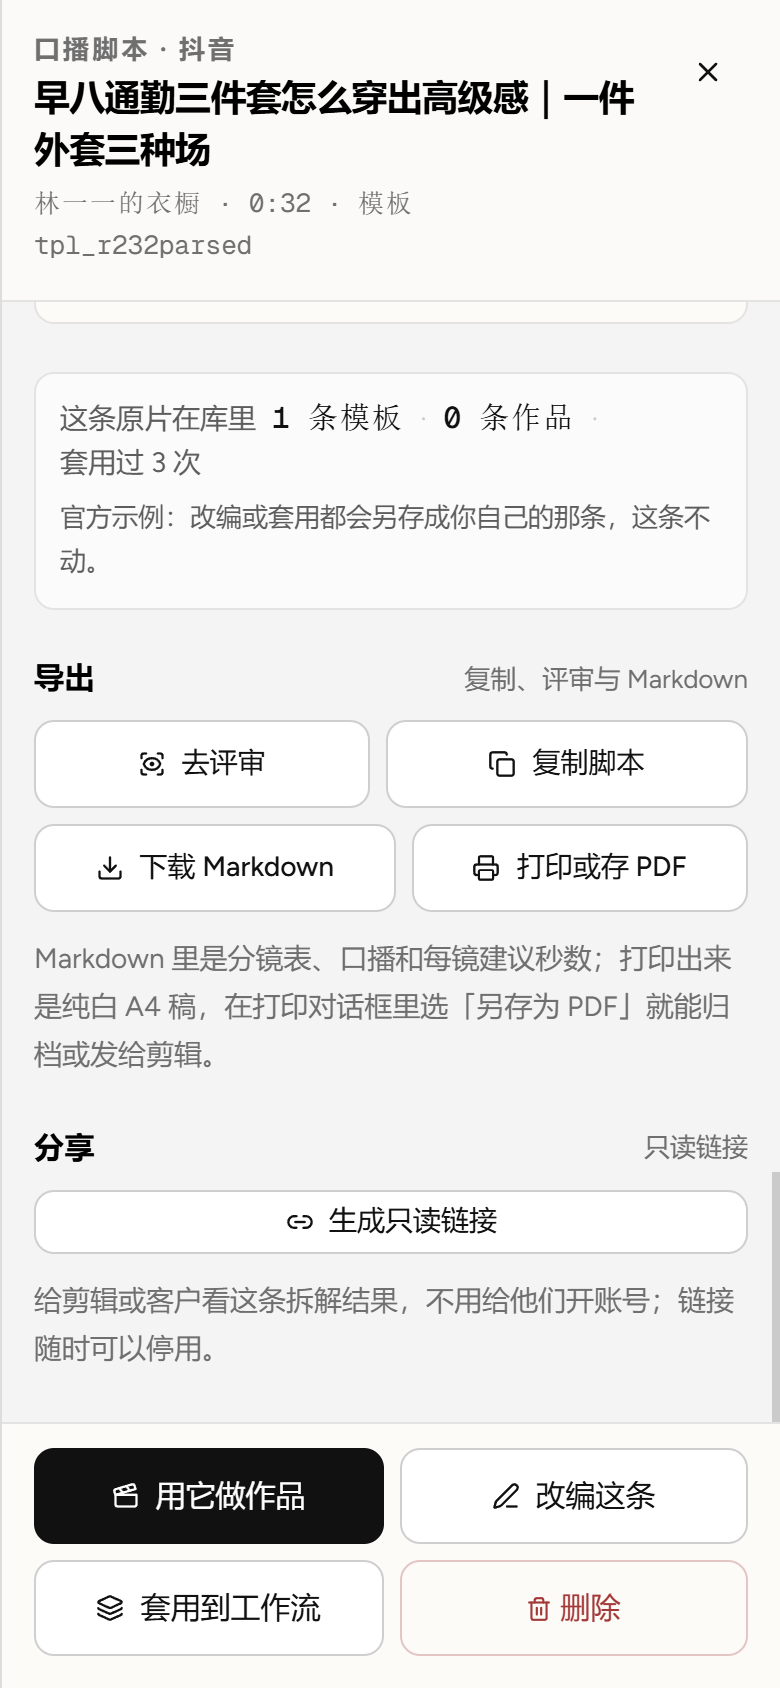 口播脚本 · 抖音
早八通勤三件套怎么穿出高级感｜一件
外套三种场
林一一的衣橱 · 0:32 · 模板
tpl_r232parsed
这条原片在库里 1 条模板 · 0 条作品 ·
套用过 3 次
官方示例：改编或套用都会另存成你自己的那条，这条不
动。
导出
复制、评审与 Markdown
去评审
复制脚本
下载 Markdown
打印或存 PDF
Markdown 里是分镜表、口播和每镜建议秒数；打印出来
是纯白 A4 稿，在打印对话框里选「另存为 PDF」就能归
档或发给剪辑。
分享
只读链接
生成只读链接
给剪辑或客户看这条拆解结果，不用给他们开账号；链接
随时可以停用。
用它做作品
改编这条
套用到工作流
删除